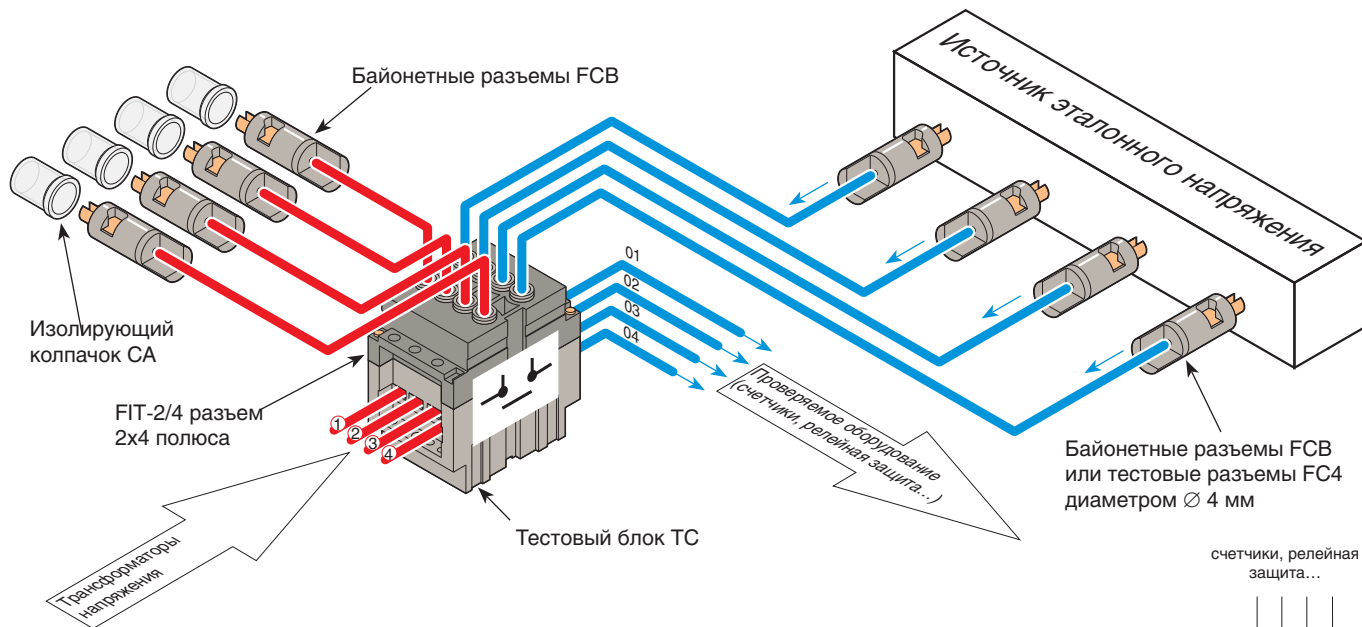 Байонетные разъемы FCB
Источник эталонного напряжения
Изолирующий
колпачок CA
01
02
03
04
FIT-2/4 разъем
2x4 полюса
1
2
3
4
Проверяемое оборудование
(счетчики, релейная
защита...)
Байонетные разъемы FCB
или тестовые разъемы FC4
диаметром ∅ 4 мм
Тестовый блок TC
Трансформаторы
напряжения
счетчики, релейная
защита...